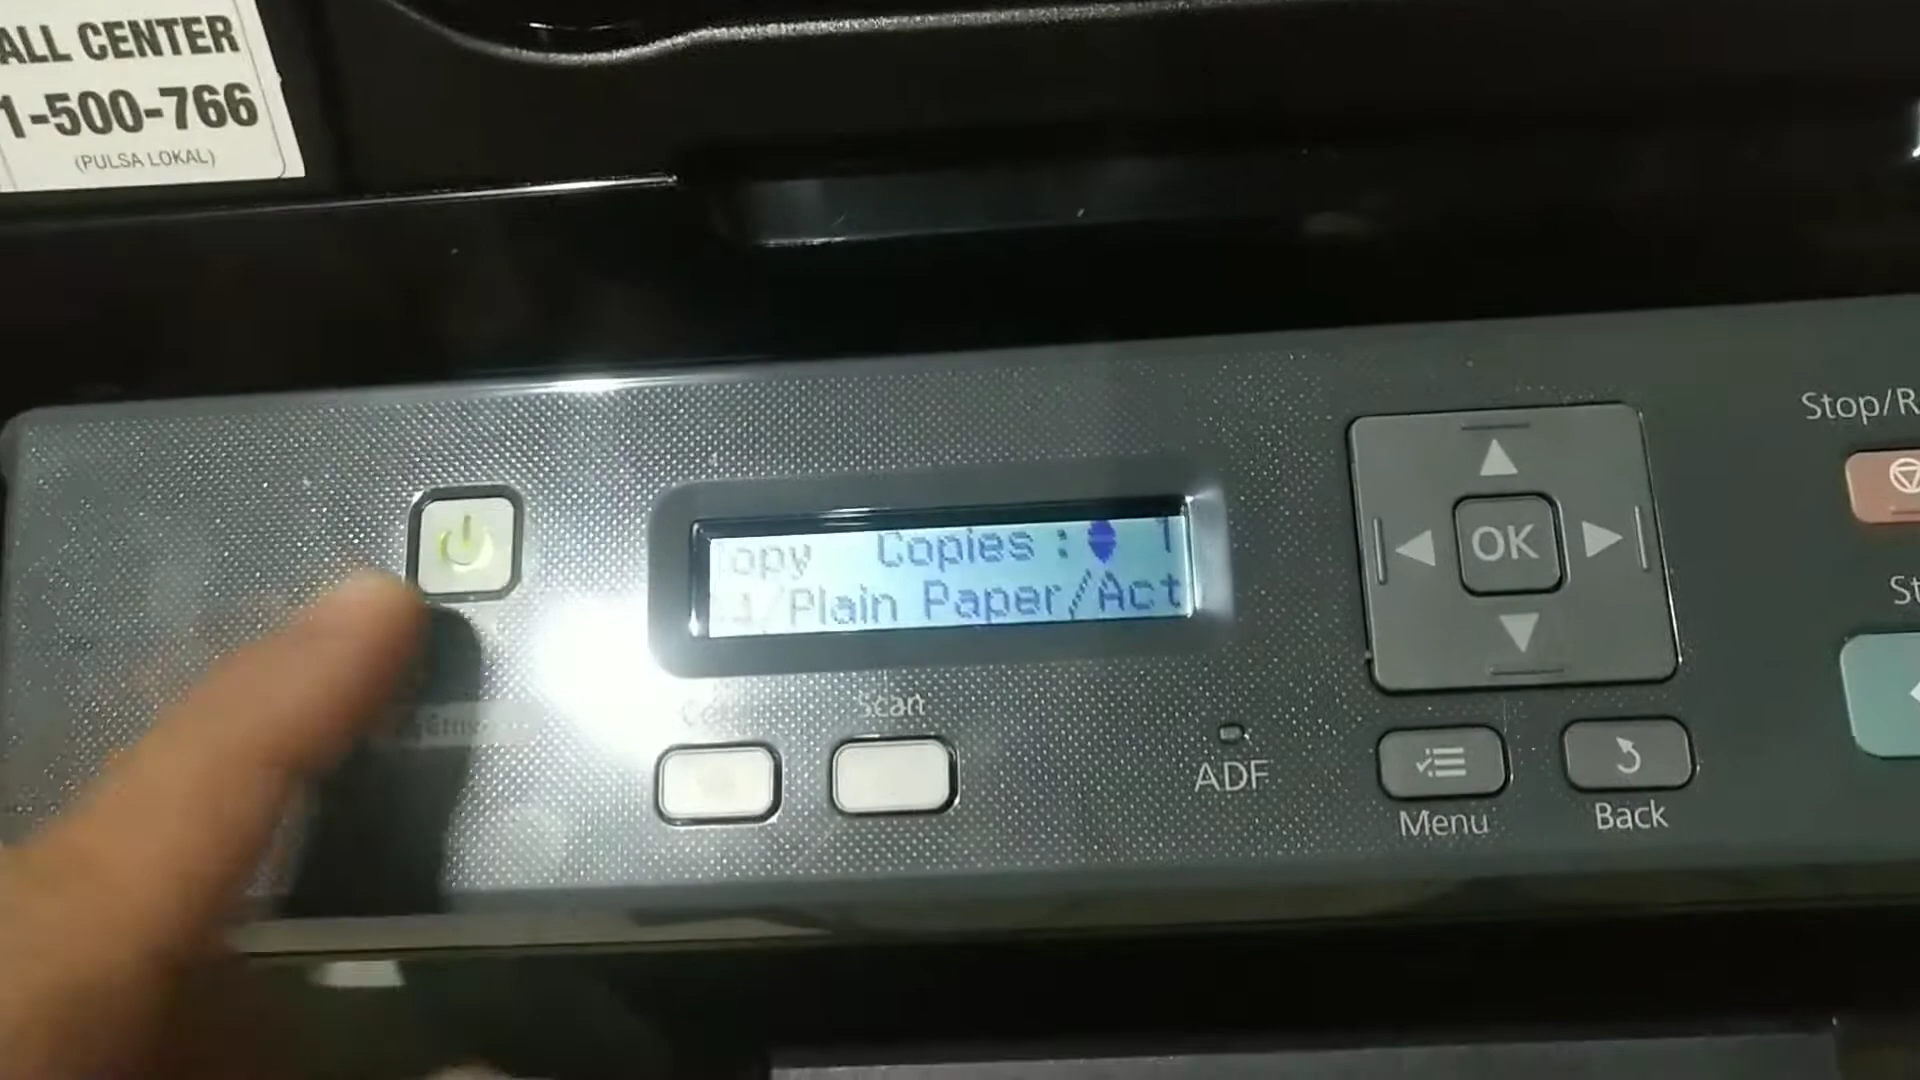 ALL CENTER
1-500-766
(PULSA LOKAL)
Stop/R
opy Copies : 1
/Plain Paper/Act
OK
St
Scan
ADF
Menu
Back